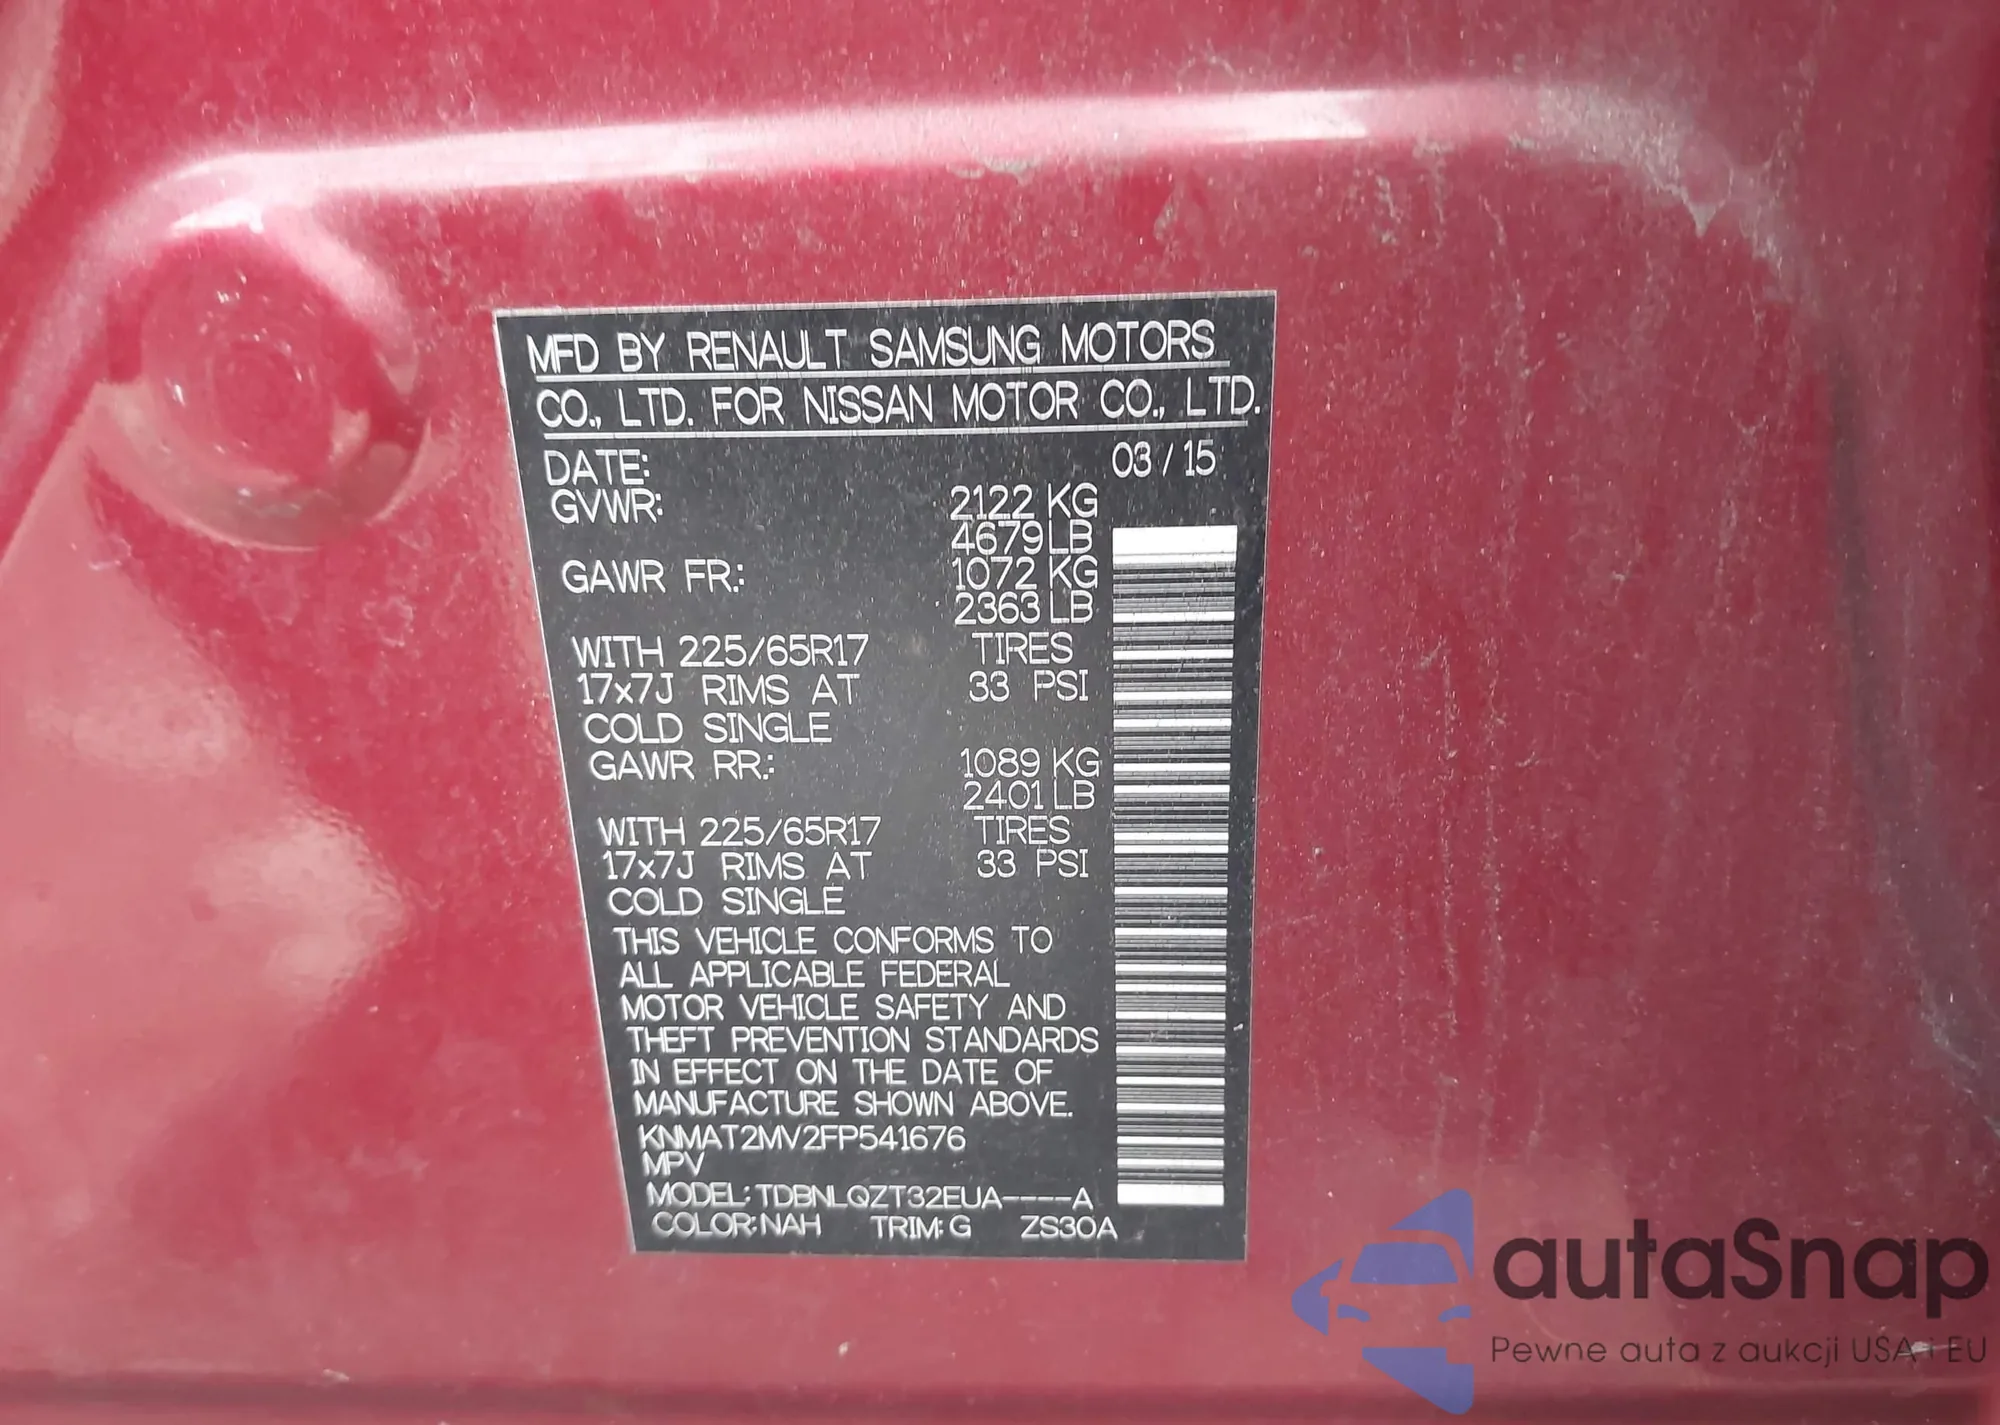 MFD BY RENAULT SAMSUNG MOTORS
CO., LTD. FOR NISSAN MOTOR CO., LTD.
DATE: 03 / 15
GVWR: 2122 KG
4679 LB
GAWR FR.: 1072 KG
2363 LB
WITH 225/65R17 TIRES
17x7J RIMS AT 33 PSI
COLD SINGLE
GAWR RR.: 1089 KG
2401 LB
WITH 225/65R17 TIRES
17x7J RIMS AT 33 PSI
COLD SINGLE
THIS VEHICLE CONFORMS TO
ALL APPLICABLE FEDERAL
MOTOR VEHICLE SAFETY AND
THEFT PREVENTION STANDARDS
IN EFFECT ON THE DATE OF
MANUFACTURE SHOWN ABOVE.
KNMAT2MV2FP541676
MPV
MODEL: TDBNLQZT32EUA----A
COLOR: NAH TRIM: G ZS30A
autaSnap
Pewne auta z aukcji USA i EU